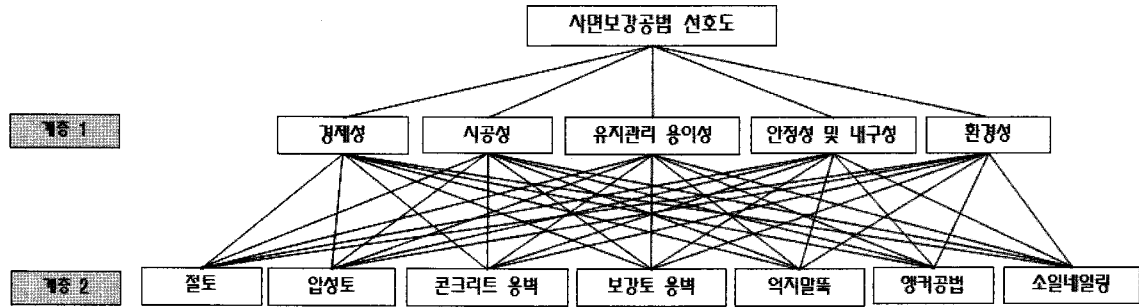 사면보강공법 선호도
계층 1
경제성
시공성
유지관리 용이성
안정성 및 내구성
환경성
계층 2
절토
압성토
콘크리트 옹벽
보강토 옹벽
억지말뚝
앵커공법
소일네일링